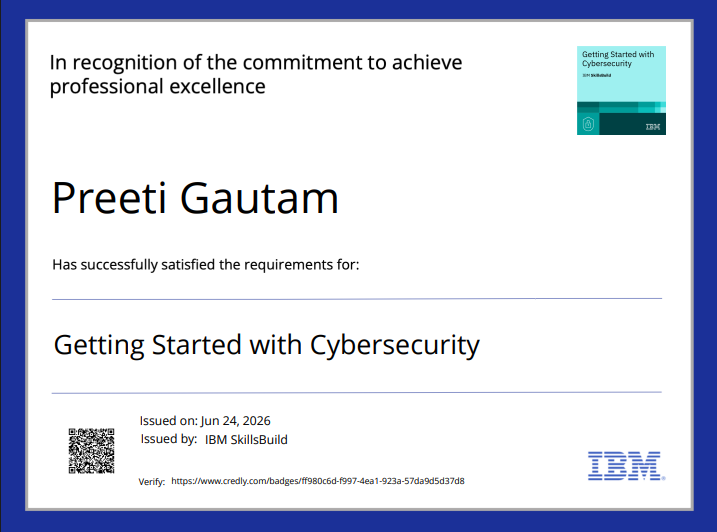 In recognition of the commitment to achieve
professional excellence
Getting Started with
Cybersecurity
IBM SkillsBuild
IBM
Preeti Gautam
Has successfully satisfied the requirements for:
Getting Started with Cybersecurity
Issued on: Jun 24, 2026
Issued by: IBM SkillsBuild
Verify: https://www.credly.com/badges/ff980c6d-f997-4ea1-923a-57da9d5d37d8
IBM®